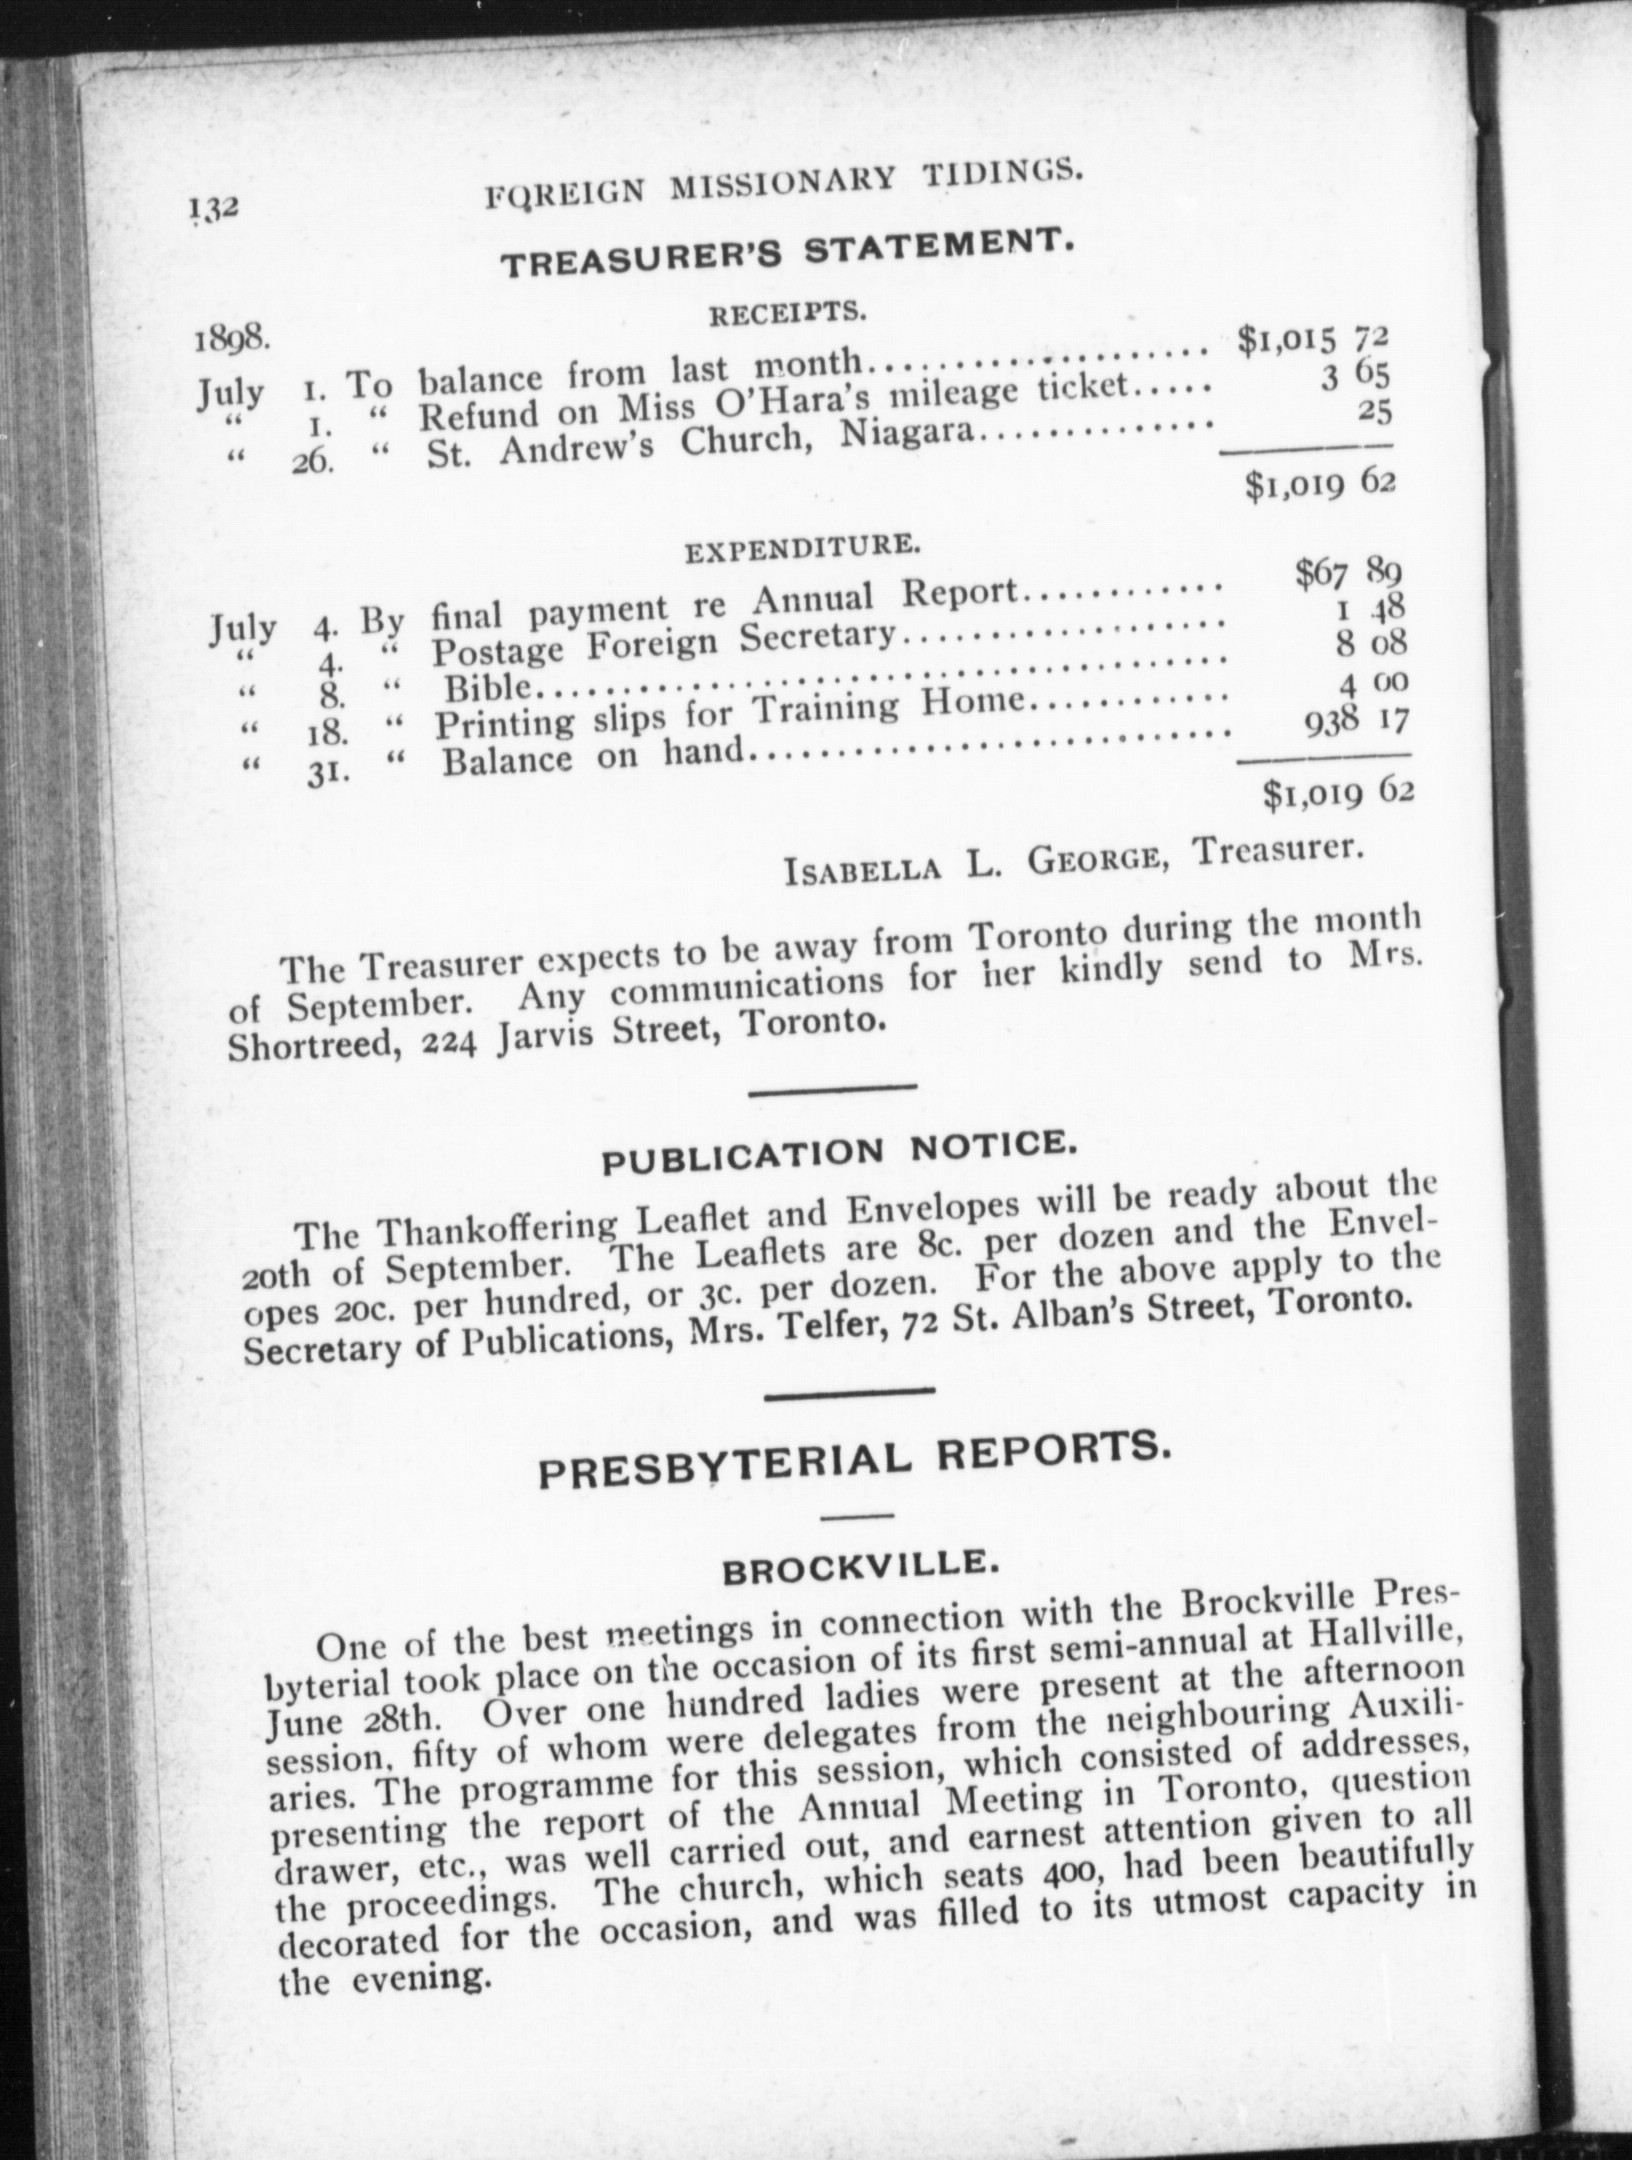 132 FOREIGN MISSIONARY TIDINGS.
TREASURER'S STATEMENT.
RECEIPTS.
1898.
July 1. To balance from last month.................... $1,015 72
“ 1. “ Refund on Miss O'Hara's mileage ticket..... 3 65
“ 26. “ St. Andrew's Church, Niagara.............. 25
$1,019 62
EXPENDITURE.
July 4. By final payment re Annual Report............ $67 89
“ 4. “ Postage Foreign Secretary................... 1 48
“ 8. “ Bible........................................ 8 08
“ 18. “ Printing slips for Training Home............ 4 00
“ 31. “ Balance on hand............................ 938 17
$1,019 62
ISABELLA L. GEORGE, Treasurer.
The Treasurer expects to be away from Toronto during the month
of September. Any communications for her kindly send to Mrs.
Shortreed, 224 Jarvis Street, Toronto.
PUBLICATION NOTICE.
The Thankoffering Leaflet and Envelopes will be ready about the
20th of September. The Leaflets are 8c. per dozen and the Envel-
opes 20c. per hundred, or 3c. per dozen. For the above apply to the
Secretary of Publications, Mrs. Telfer, 72 St. Alban's Street, Toronto.
PRESBYTERIAL REPORTS.
BROCKVILLE.
One of the best meetings in connection with the Brockville Pres-
byterial took place on the occasion of its first semi-annual at Hallville,
June 28th. Over one hundred ladies were present at the afternoon
session, fifty of whom were delegates from the neighbouring Auxili-
aries. The programme for this session, which consisted of addresses,
presenting the report of the Annual Meeting in Toronto, question
drawer, etc., was well carried out, and earnest attention given to all
the proceedings. The church, which seats 400, had been beautifully
decorated for the occasion, and was filled to its utmost capacity in
the evening.